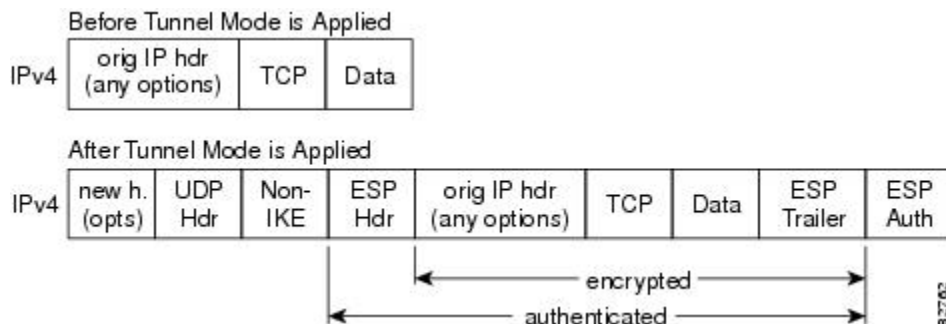 Before Tunnel Mode is Applied
IPv4
orig IP hdr
(any options)
TCP
Data
After Tunnel Mode is Applied
IPv4
new h.
(opts)
UDP
Hdr
Non-
IKE
ESP
Hdr
orig IP hdr
(any options)
TCP
Data
ESP
Trailer
ESP
Auth
encrypted
authenticated